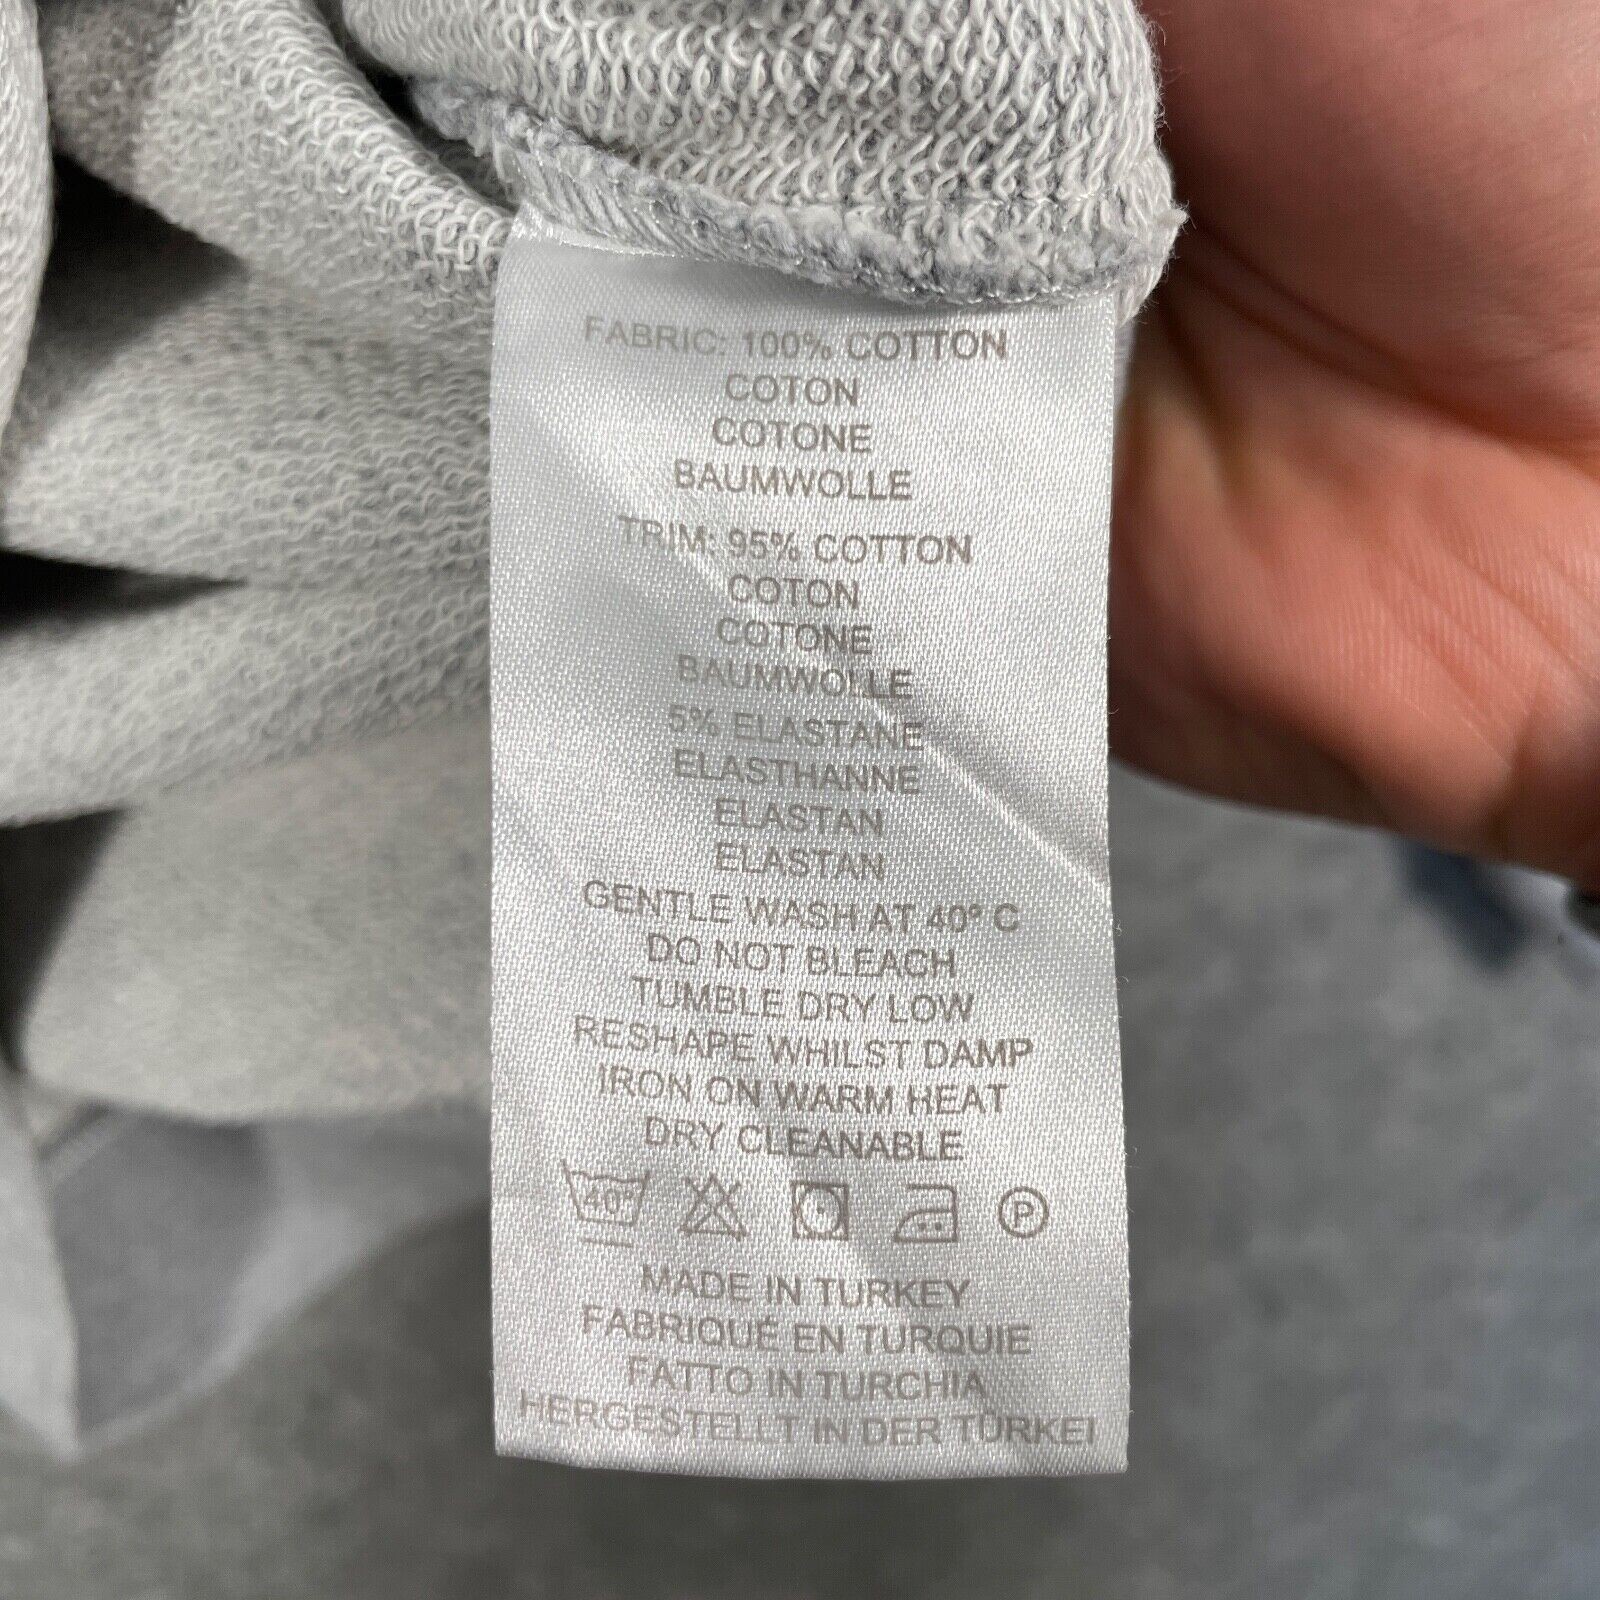 FABRIC: 100% COTTON
COTON
COTONE
BAUMWOLLE
TRIM: 95% COTTON
COTON
COTONE
BAUMWOLLE
5% ELASTANE
ELASTHANNE
ELASTAN
ELASTAN
GENTLE WASH AT 40° C
DO NOT BLEACH
TUMBLE DRY LOW
RESHAPE WHILST DAMP
IRON ON WARM HEAT
DRY CLEANABLE
40° P
MADE IN TURKEY
FABRIQUÉ EN TURQUIE
FATTO IN TURCHIA
HERGESTELLT IN DER TÜRKEI